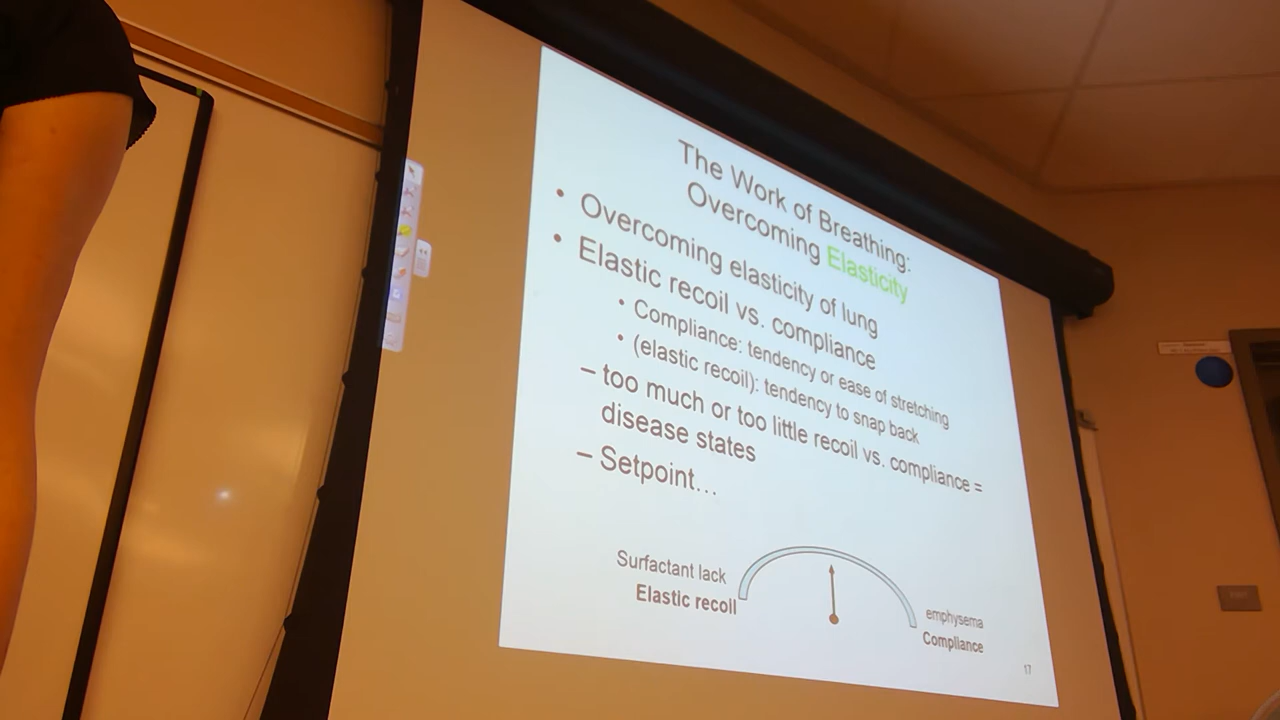 The Work of Breathing:
Overcoming Elasticity
• Overcoming elasticity of lung
• Elastic recoil vs. compliance
• Compliance: tendency or ease of stretching
• (elastic recoil): tendency to snap back
– too much or too little recoil vs. compliance =
disease states
– Setpoint…
Surfactant lack
Elastic recoil
emphysema
Compliance
17